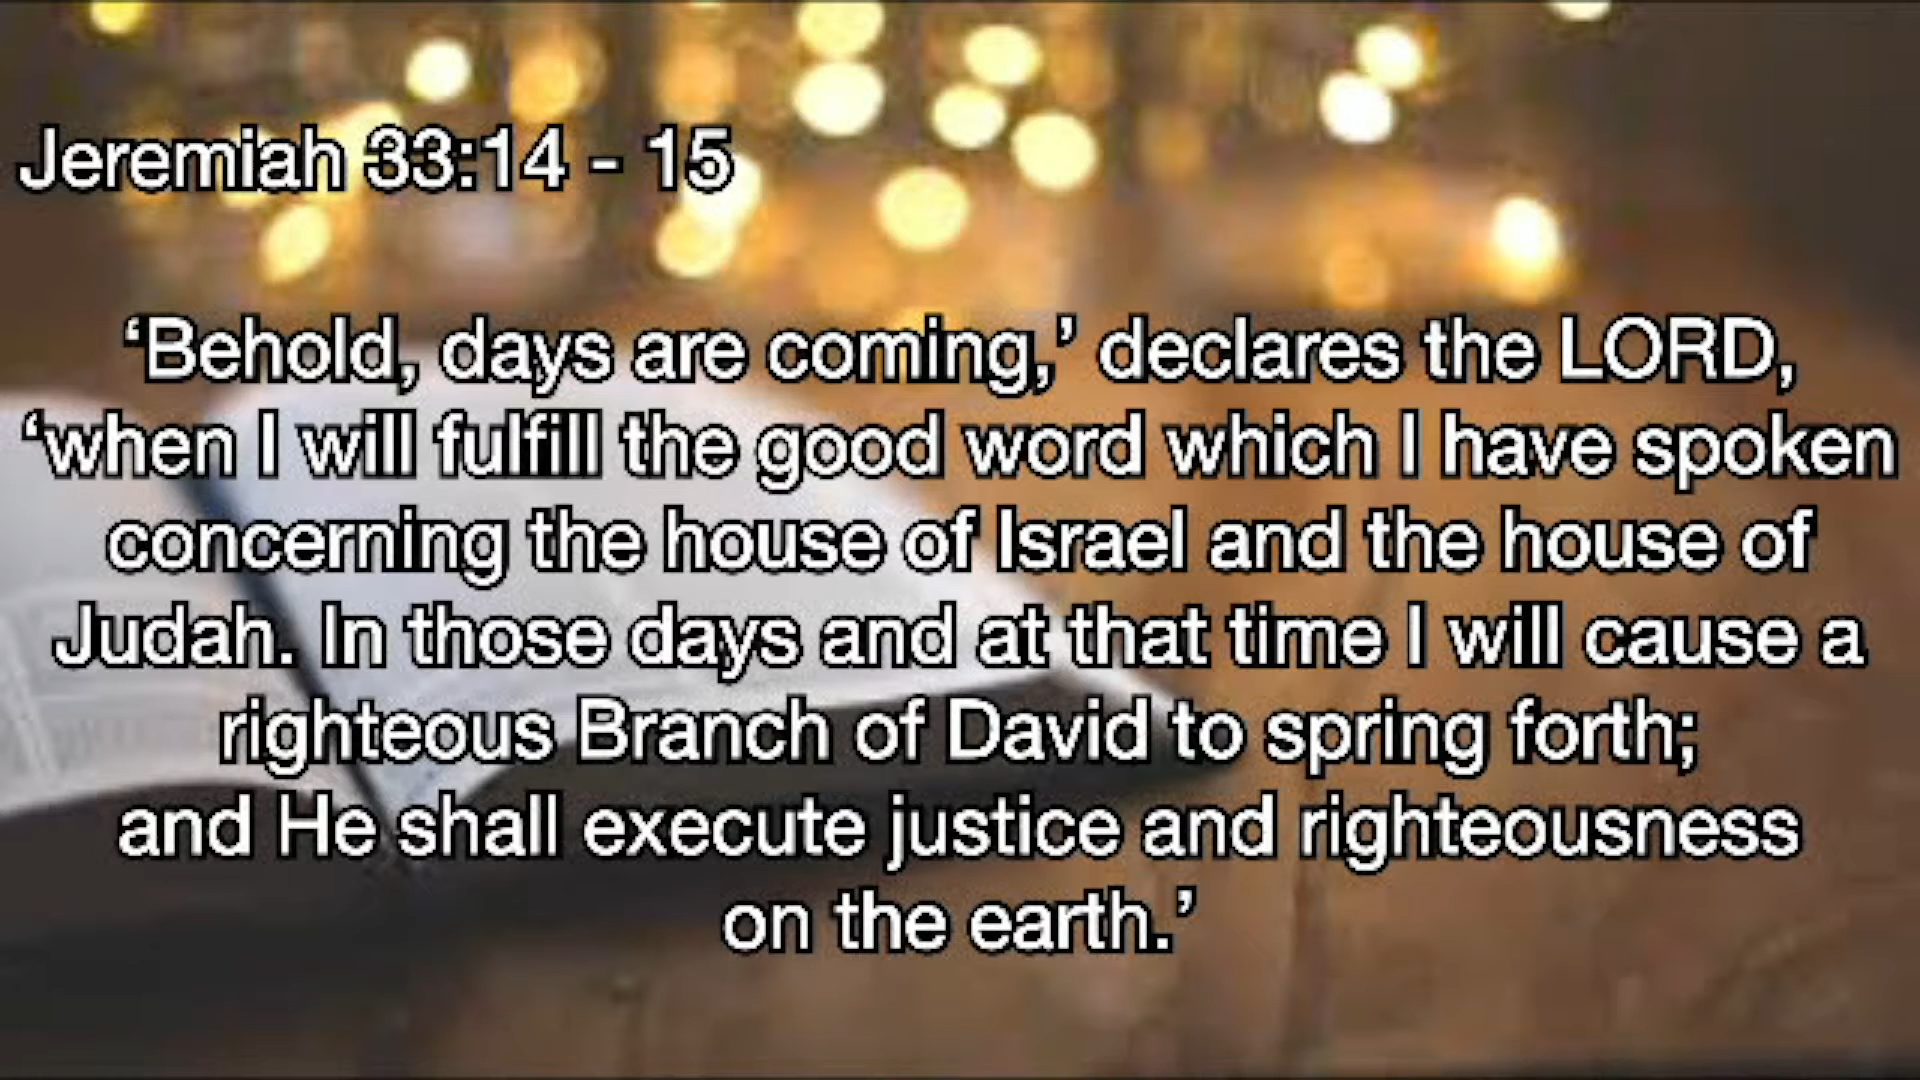 Jeremiah 33:14 - 15
‘Behold, days are coming,’ declares the LORD,
‘when I will fulfill the good word which I have spoken
concerning the house of Israel and the house of
Judah. In those days and at that time I will cause a
righteous Branch of David to spring forth;
and He shall execute justice and righteousness
on the earth.’